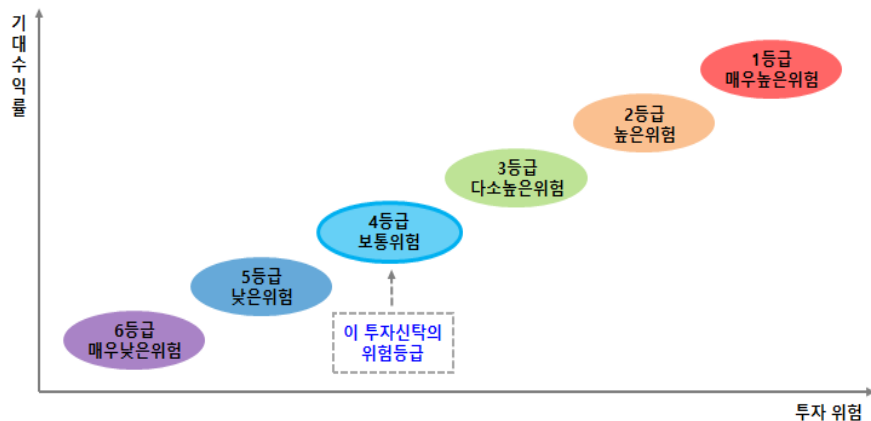 기대수익률
1등급
매우높은위험
2등급
높은위험
3등급
다소높은위험
4등급
보통위험
5등급
낮은위험
6등급
매우낮은위험
이 투자신탁의
위험등급
투자 위험